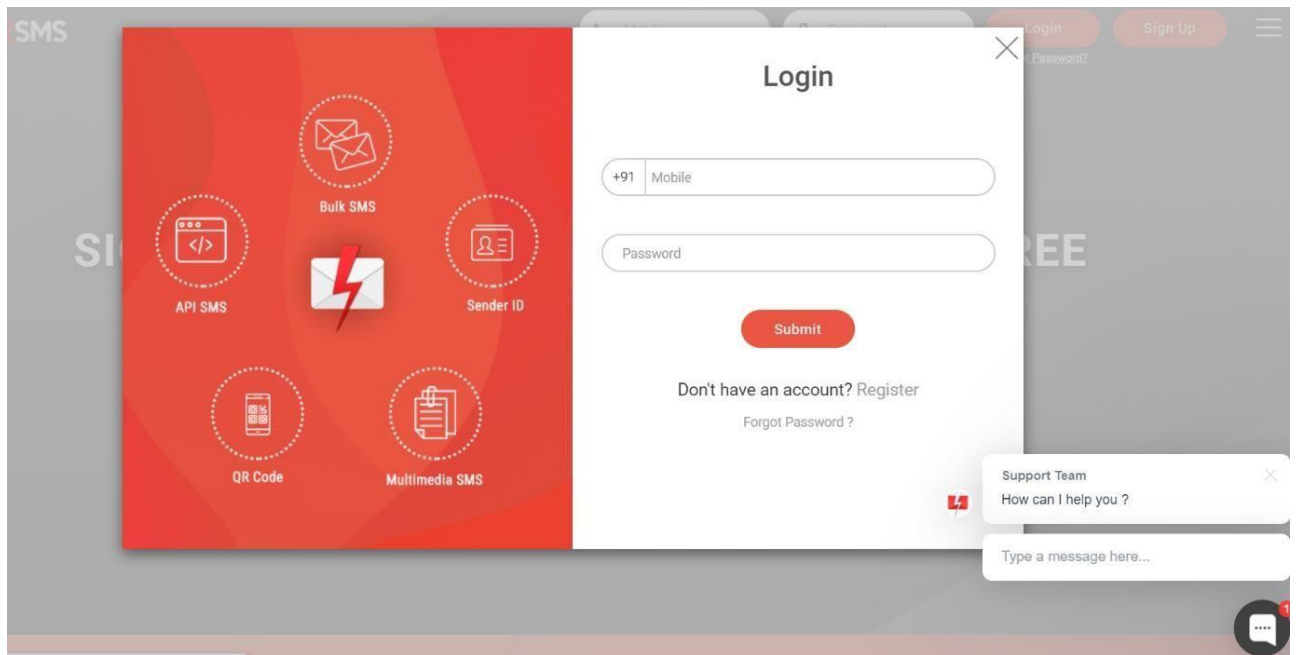 SMS
Login
Sign Up
Password?
Login
+91 Mobile
Bulk SMS
Password
API SMS
Sender ID
Submit
Don't have an account? Register
Forgot Password ?
QR Code
Multimedia SMS
Support Team
How can I help you ?
Type a message here...
1